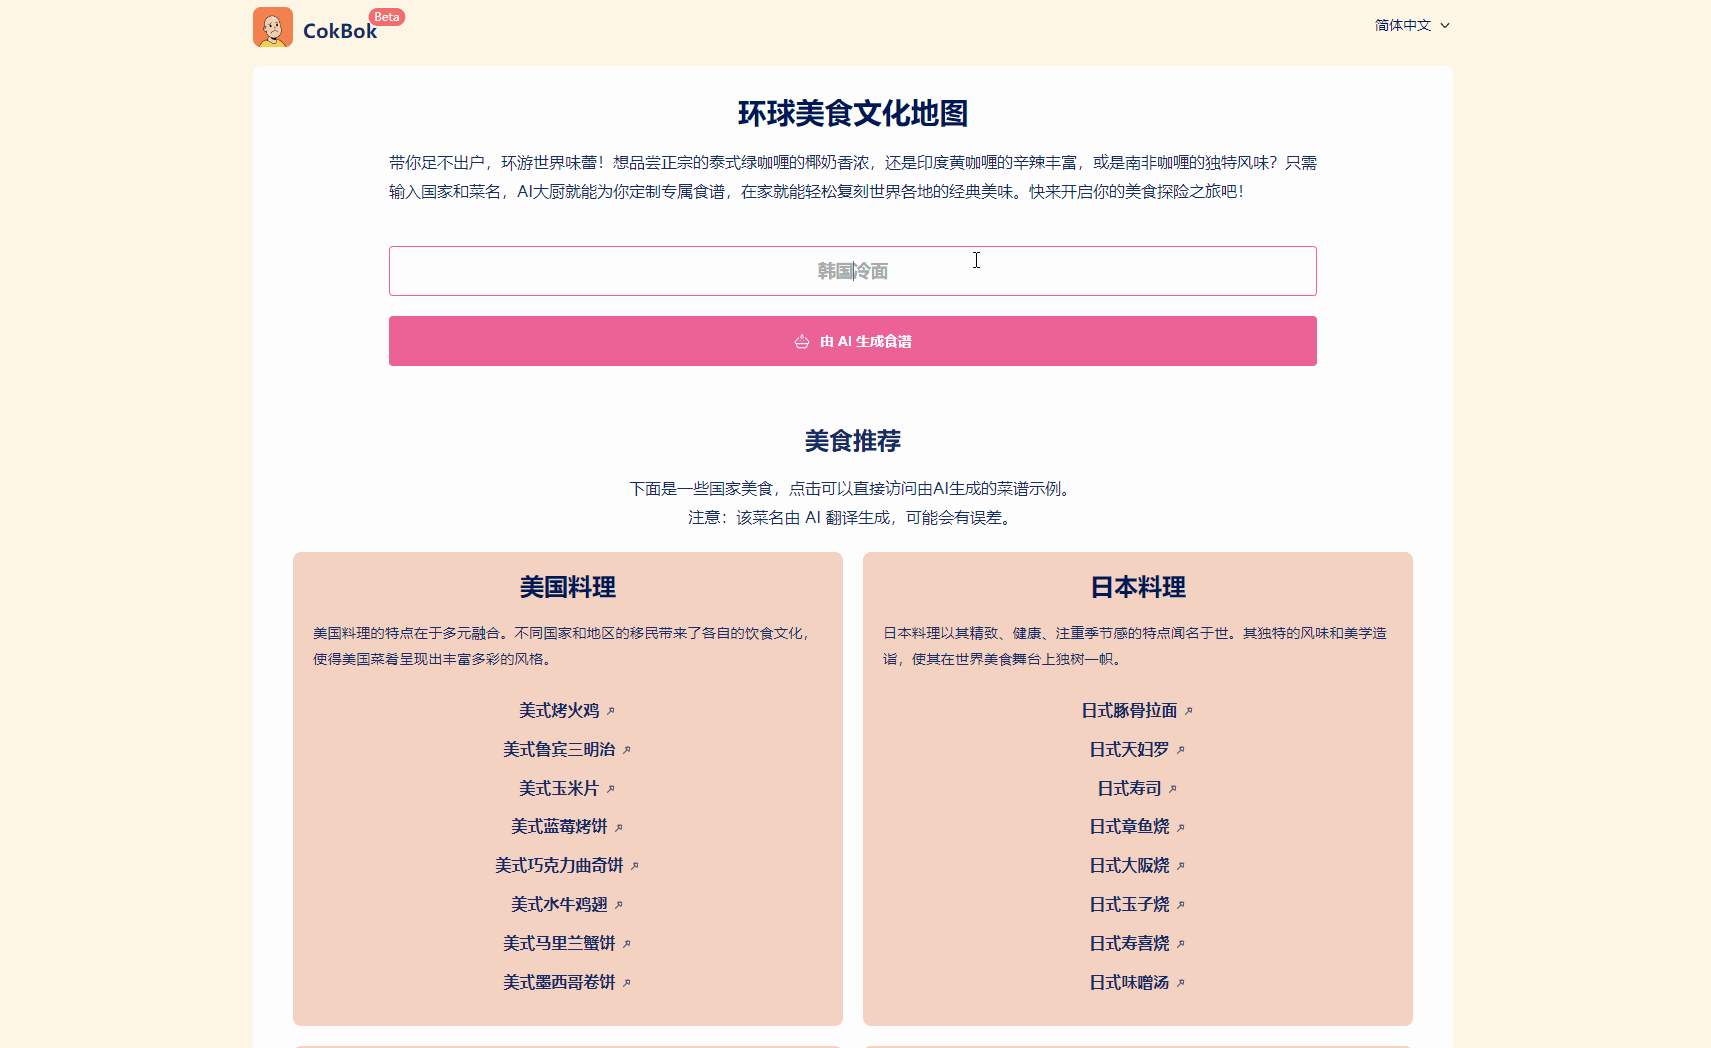 CokBok
Beta
简体中文
环球美食文化地图
带你足不出户，环游世界味蕾！想品尝正宗的泰式绿咖喱的椰奶香浓，还是印度黄咖喱的辛辣丰富，或是南非咖喱的独特风味？只需
输入国家和菜名，AI大厨就能为你定制专属食谱，在家就能轻松复刻世界各地的经典美味。快来开启你的美食探险之旅吧！
韩国冷面
由 AI 生成食谱
美食推荐
下面是一些国家美食，点击可以直接访问由AI生成的菜谱示例。
注意：该菜名由 AI 翻译生成，可能会有误差。
美国料理
美国料理的特点在于多元融合。不同国家和地区的移民带来了各自的饮食文化，
使得美国菜肴呈现出丰富多彩的风格。
美式烤火鸡
美式鲁宾三明治
美式玉米片
美式蓝莓烤饼
美式巧克力曲奇饼
美式水牛鸡翅
美式马里兰蟹饼
美式墨西哥卷饼
日本料理
日本料理以其精致、健康、注重季节感的特点闻名于世。其独特的风味和美学造
诣，使其在世界美食舞台上独树一帜。
日式豚骨拉面
日式天妇罗
日式寿司
日式章鱼烧
日式大阪烧
日式玉子烧
日式寿喜烧
日式味噌汤